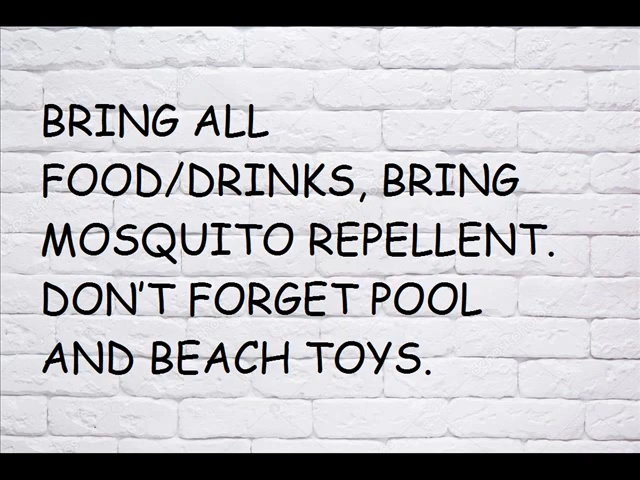 BRING ALL
FOOD/DRINKS, BRING
MOSQUITO REPELLENT.
DON'T FORGET POOL
AND BEACH TOYS.